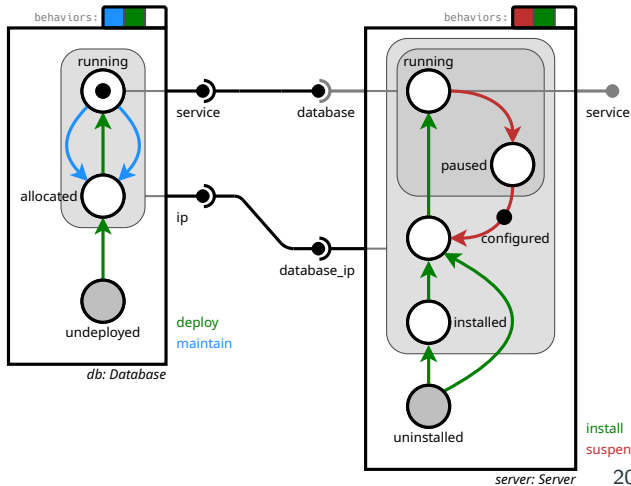 behaviors:
behaviors:
running
running
service
database
service
paused
allocated
ip
configured
database_ip
undeployed
deploy
installed
maintain
db: Database
uninstalled
install
suspen
server: Server
20